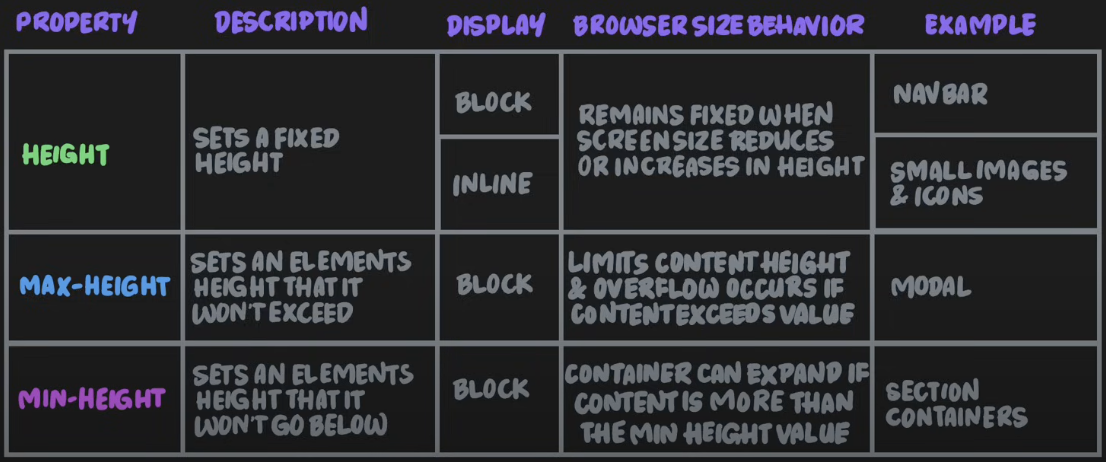 PROPERTY DESCRIPTION DISPLAY BROWSER SIZE BEHAVIOR EXAMPLE
HEIGHT
SETS A FIXED
HEIGHT
BLOCK
INLINE
REMAINS FIXED WHEN
SCREEN SIZE REDUCES
OR INCREASES IN HEIGHT
NAVBAR
SMALL IMAGES
& ICONS
MAX-HEIGHT
SETS AN ELEMENTS
HEIGHT THAT IT
WON'T EXCEED
BLOCK
LIMITS CONTENT HEIGHT
& OVERFLOW OCCURS IF
CONTENT EXCEEDS VALUE
MODAL
MIN-HEIGHT
SETS AN ELEMENTS
HEIGHT THAT IT
WON'T GO BELOW
BLOCK
CONTAINER CAN EXPAND IF
CONTENT IS MORE THAN
THE MIN HEIGHT VALUE
SECTION
CONTAINERS